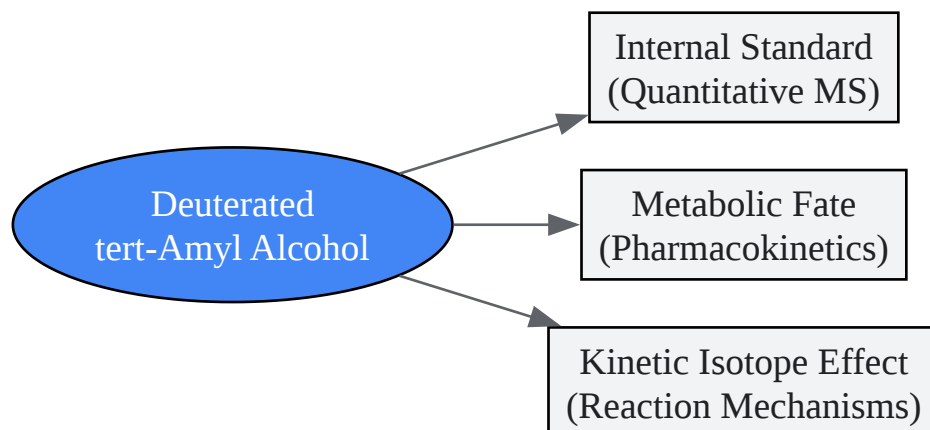 Internal Standard
(Quantitative MS)
Deuterated
tert-Amyl Alcohol
Metabolic Fate
(Pharmacokinetics)
Kinetic Isotope Effect
(Reaction Mechanisms)